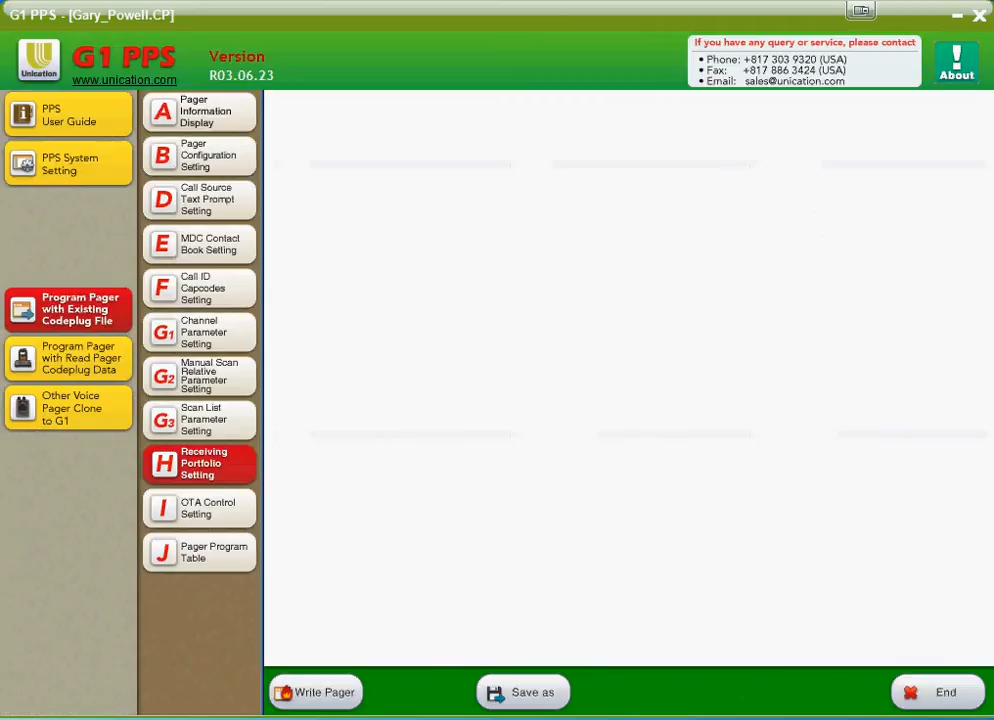 G1 PPS - [Gary_Powell.CP]
Unication
G1 PPS
www.unication.com
Version
R03.06.23
If you have any query or service, please contact
• Phone: +817 303 9320 (USA)
• Fax: +817 886 3424 (USA)
• Email: sales@unication.com
!
About
PPS
User Guide
PPS System
Setting
Program Pager
with Existing
Codeplug File
Program Pager
with Read Pager
Codeplug Data
Other Voice
Pager Clone
to G1
A
Pager
Information
Display
B
Pager
Configuration
Setting
D
Call Source
Text Prompt
Setting
E
MDC Contact
Book Setting
F
Call ID
Capcodes
Setting
G1
Channel
Parameter
Setting
G2
Manual Scan
Relative
Parameter
Setting
G3
Scan List
Parameter
Setting
H
Receiving
Portfolio
Setting
I
OTA Control
Setting
J
Pager Program
Table
Write Pager
Save as
End